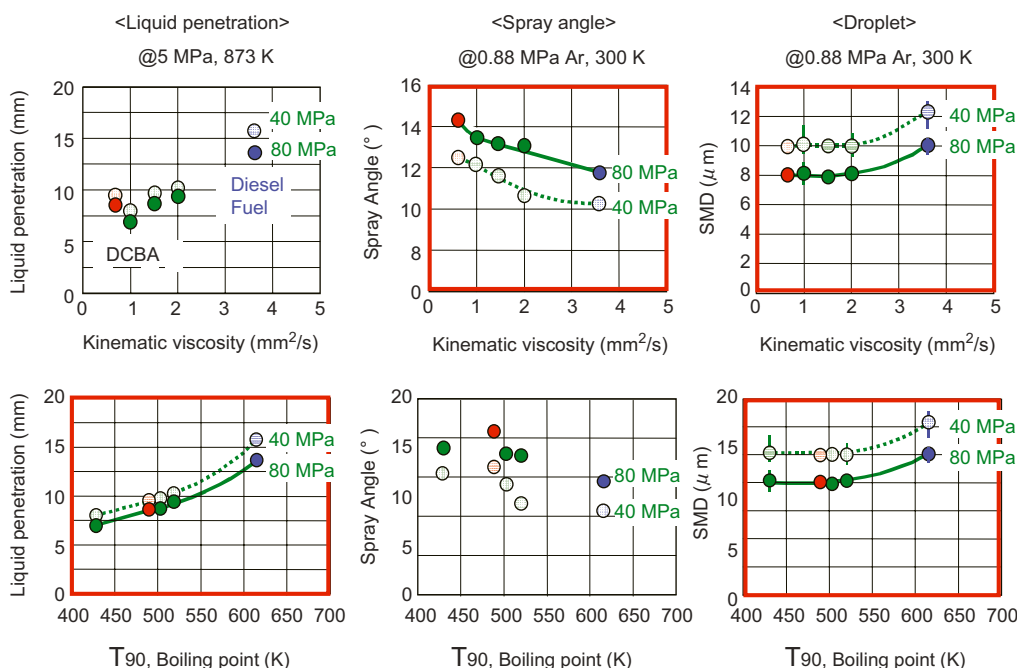 <Liquid penetration>
@5 MPa, 873 K
20
15
10
5
0
0 1 2 3 4 5
Liquid penetration (mm)
40 MPa
80 MPa
Diesel
Fuel
DCBA
Kinematic viscosity (mm2/s)
<Spray angle>
@0.88 MPa Ar, 300 K
16
14
12
10
8
6
0 1 2 3 4 5
Spray Angle (°)
80 MPa
40 MPa
Kinematic viscosity (mm2/s)
<Droplet>
@0.88 MPa Ar, 300 K
14
12
10
8
6
4
2
0 1 2 3 4 5
SMD (μ m)
40 MPa
80 MPa
Kinematic viscosity (mm2/s)
20
15
10
5
0
400 450 500 550 600 650 700
Liquid penetration (mm)
40 MPa
80 MPa
T90, Boiling point (K)
20
15
10
5
0
400 450 500 550 600 650 700
Spray Angle (°)
80 MPa
40 MPa
T90, Boiling point (K)
20
15
10
5
0
400 450 500 550 600 650 700
SMD (μ m)
40 MPa
80 MPa
T90, Boiling point (K)